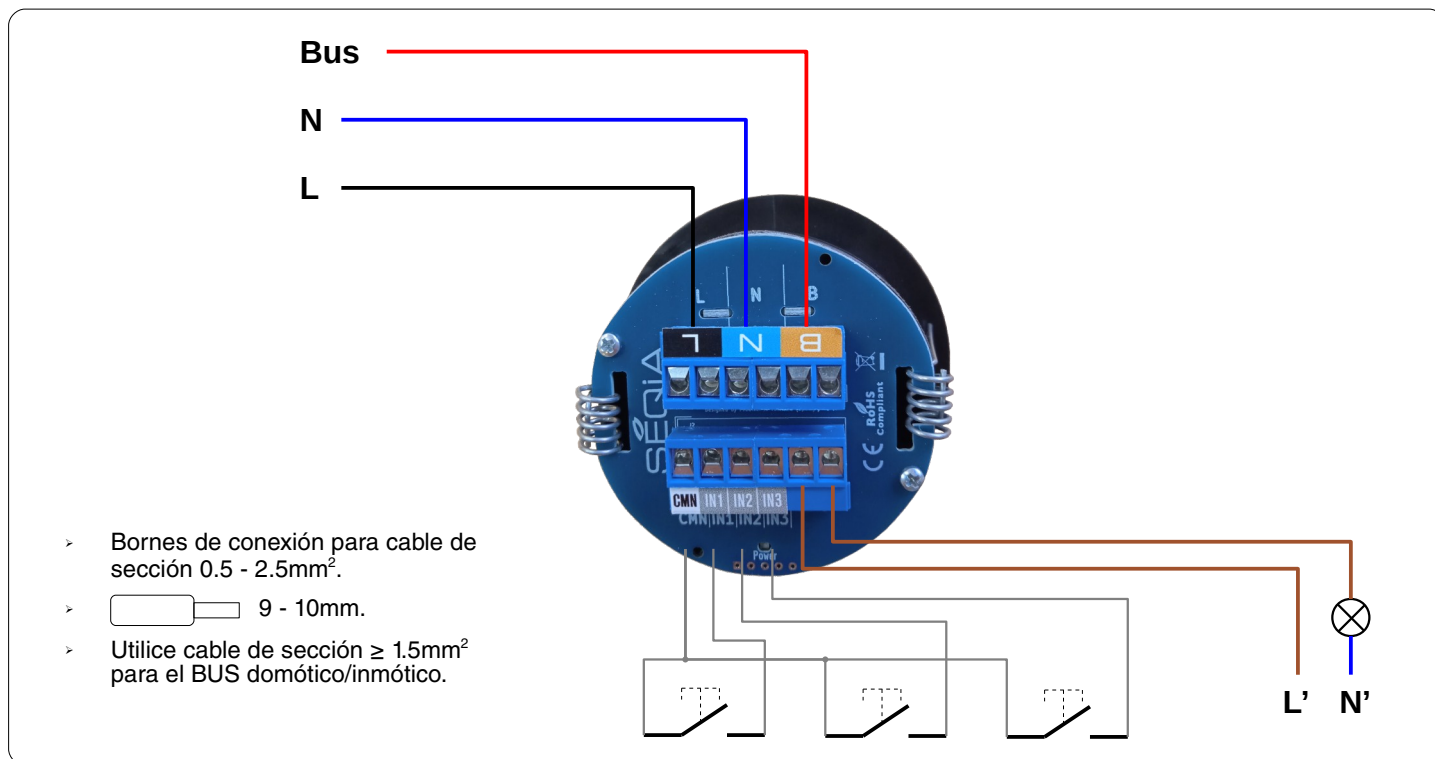 Bus
N
L
L N B
L N B
SEQiA
RoHS
Compliant
CE
CMN IN1 IN2 IN3
CMN IN1 IN2 IN3
Power
› Bornes de conexión para cable de
sección 0.5 - 2.5mm².
› 9 - 10mm.
› Utilice cable de sección ≥ 1.5mm²
para el BUS domótico/inmótico.
L’ N’